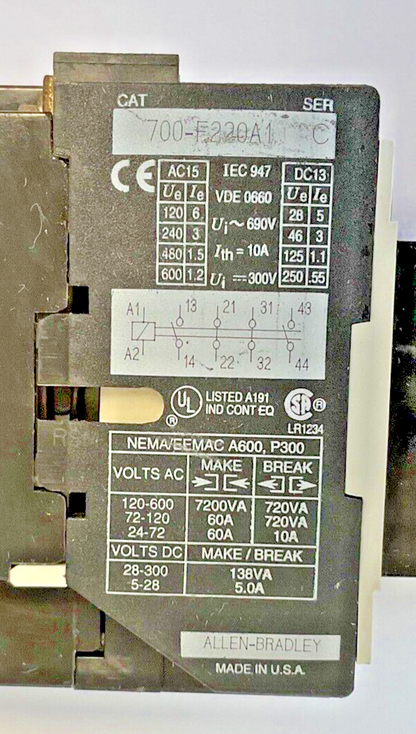 CAT SER
700-F220A1 C
CE AC15 IEC 947 DC13
Ue Ie VDE 0660 Ue Ie
120 6 Ui ~ 690V 28 5
240 3 46 3
480 1.5 Ith = 10A 125 1.1
600 1.2 Ui ⎓ 300V 250 .55
A1 13 21 31 43
A2 14 22 32 44
UL ® LISTED A191
IND CONT EQ
SA ®
LR1234
NEMA/EEMAC A600, P300
VOLTS AC MAKE BREAK
120-600 7200VA 720VA
72-120 60A 720VA
24-72 60A 10A
VOLTS DC MAKE / BREAK
28-300 138VA
5-28 5.0A
ALLEN-BRADLEY
MADE IN U.S.A.